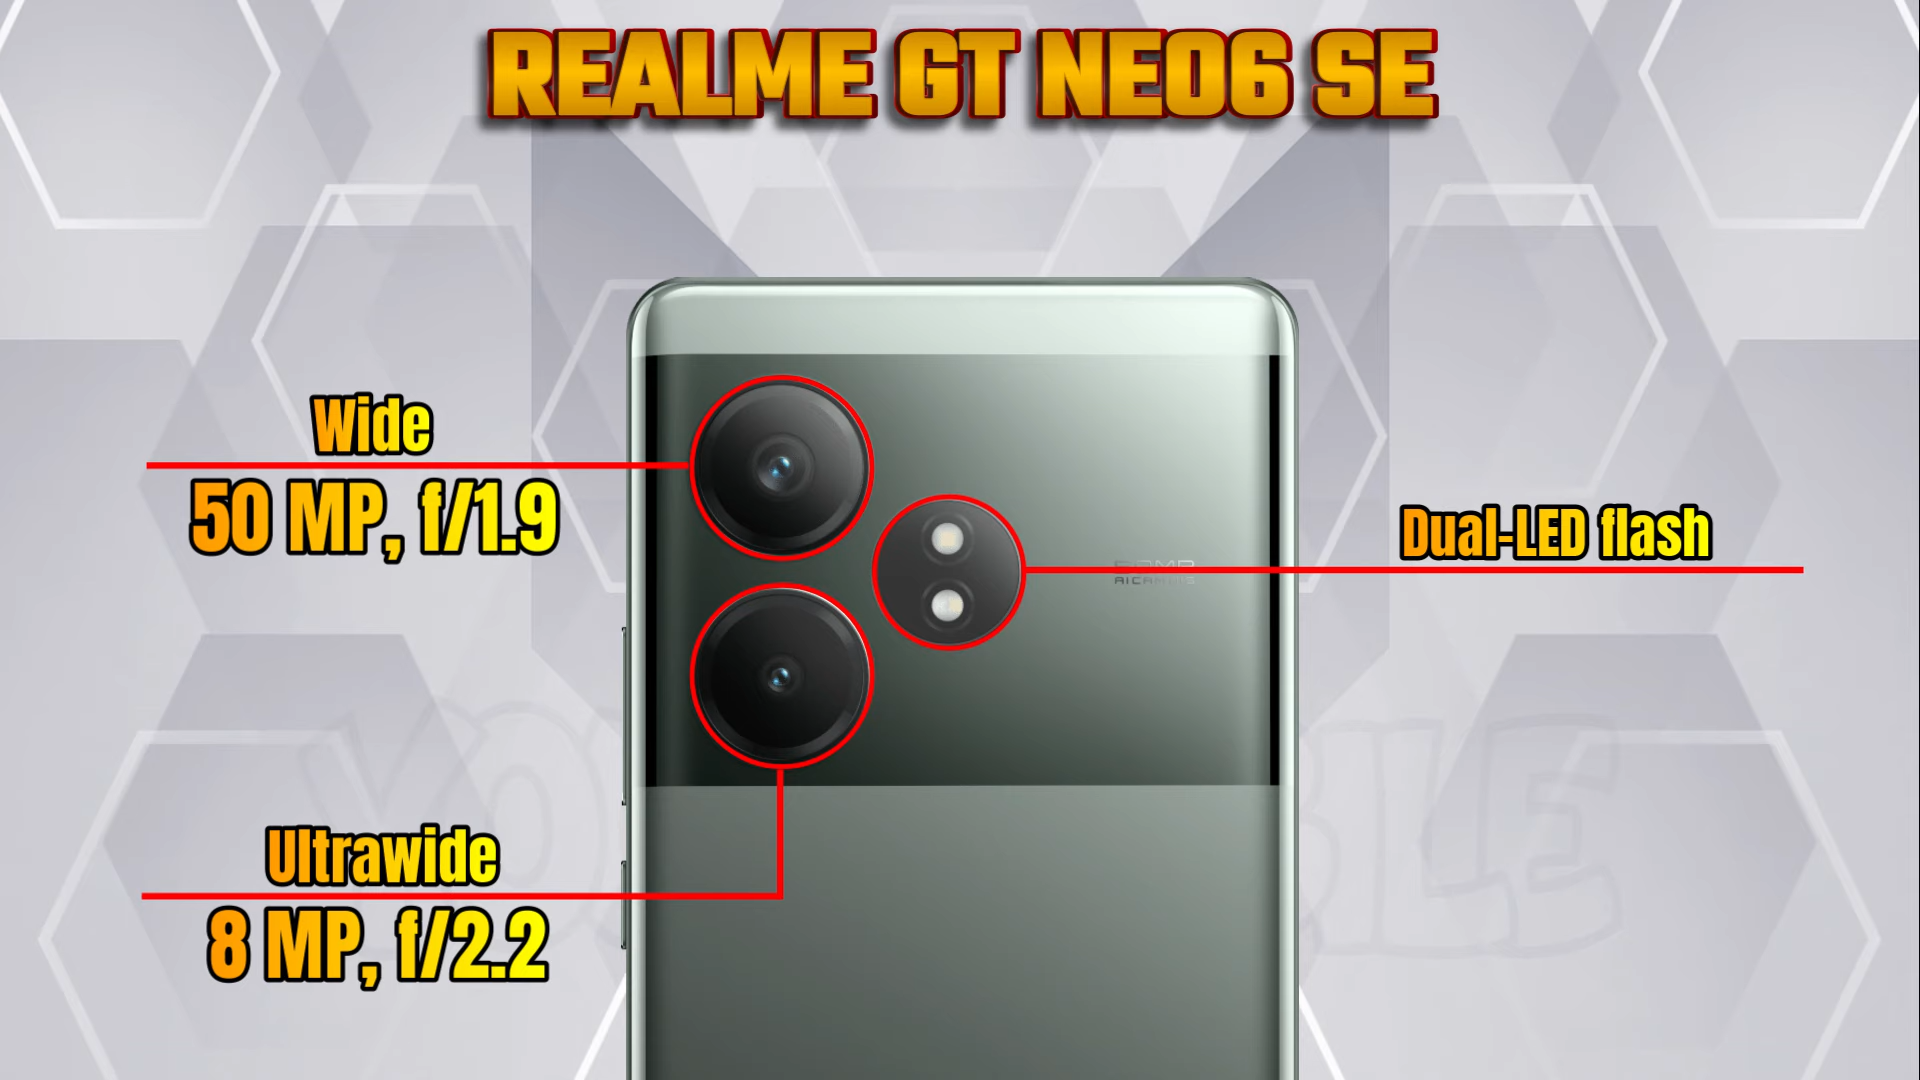 REALME GT NEO6 SE
Wide
50 MP, f/1.9
Dual-LED flash
Ultrawide
8 MP, f/2.2